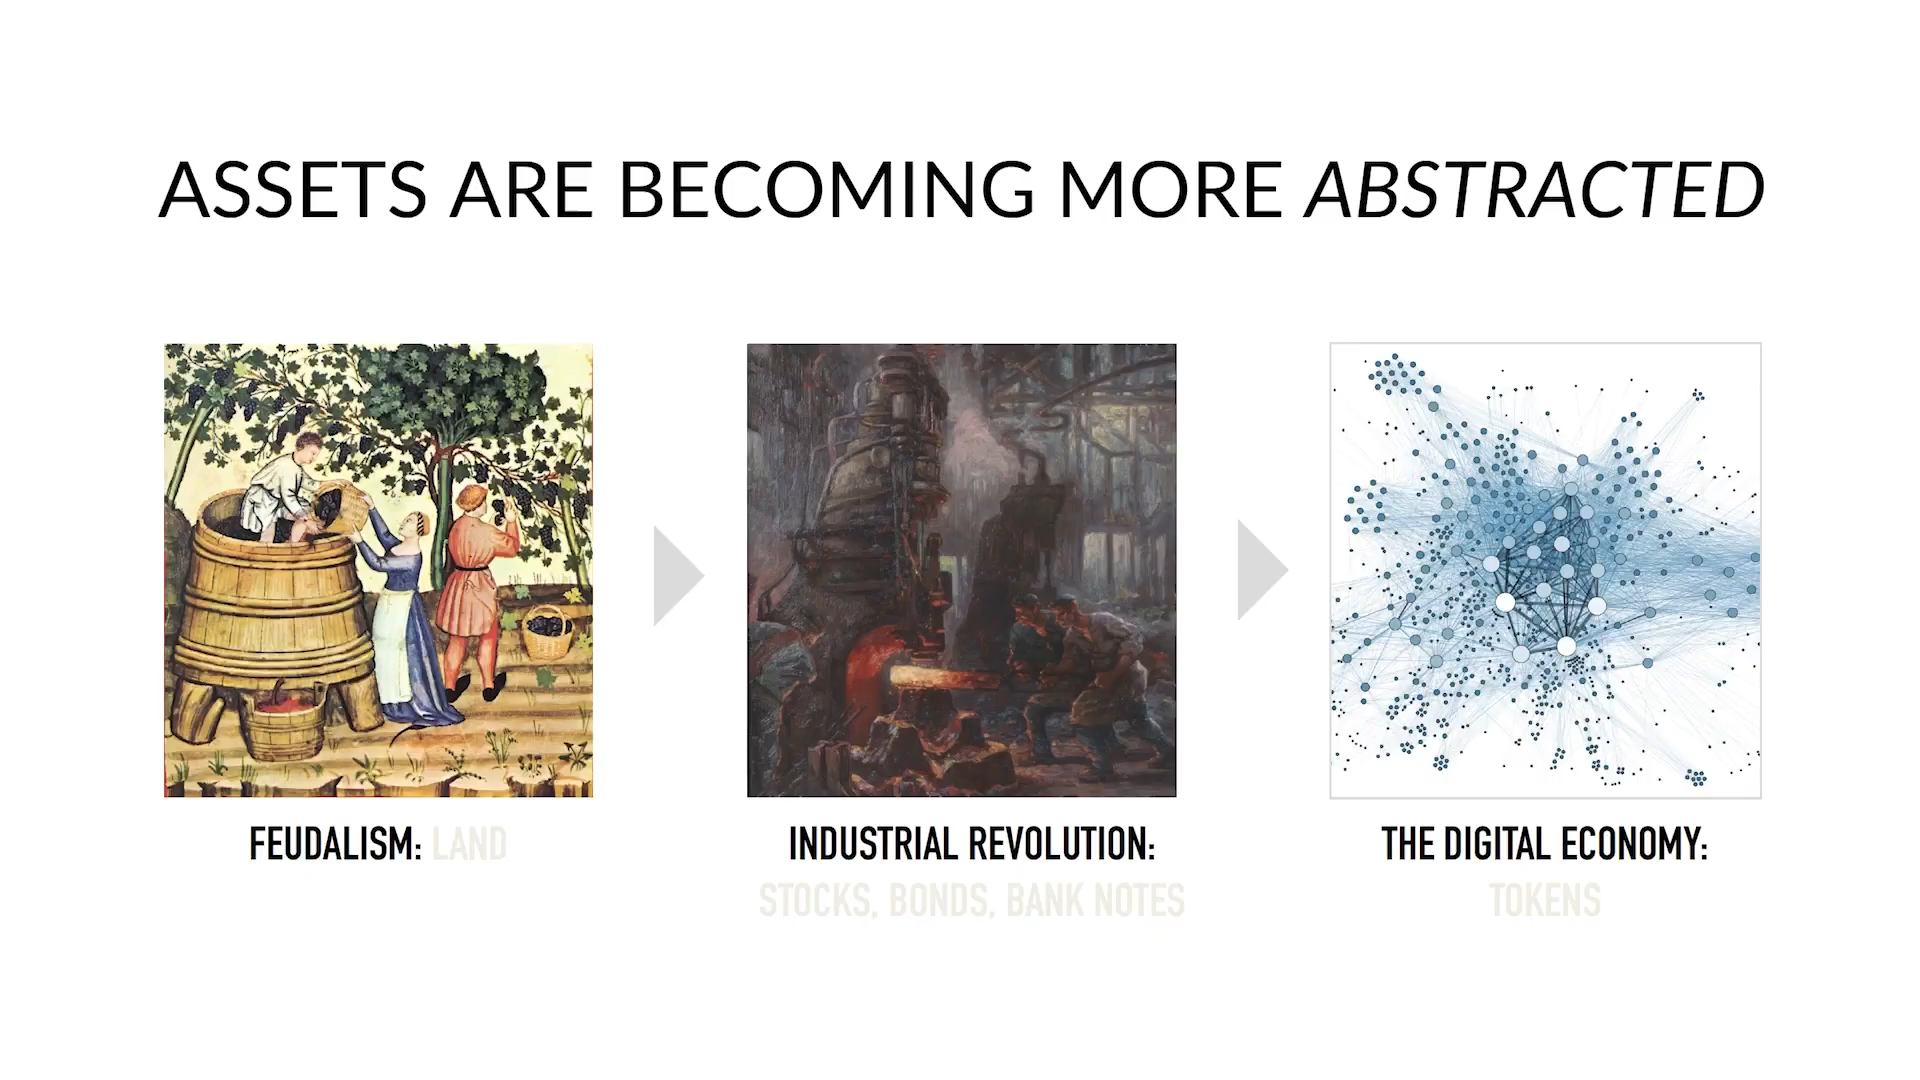 ASSETS ARE BECOMING MORE ABSTRACTED
FEUDALISM: LAND
INDUSTRIAL REVOLUTION:
STOCKS, BONDS, BANK NOTES
THE DIGITAL ECONOMY:
TOKENS